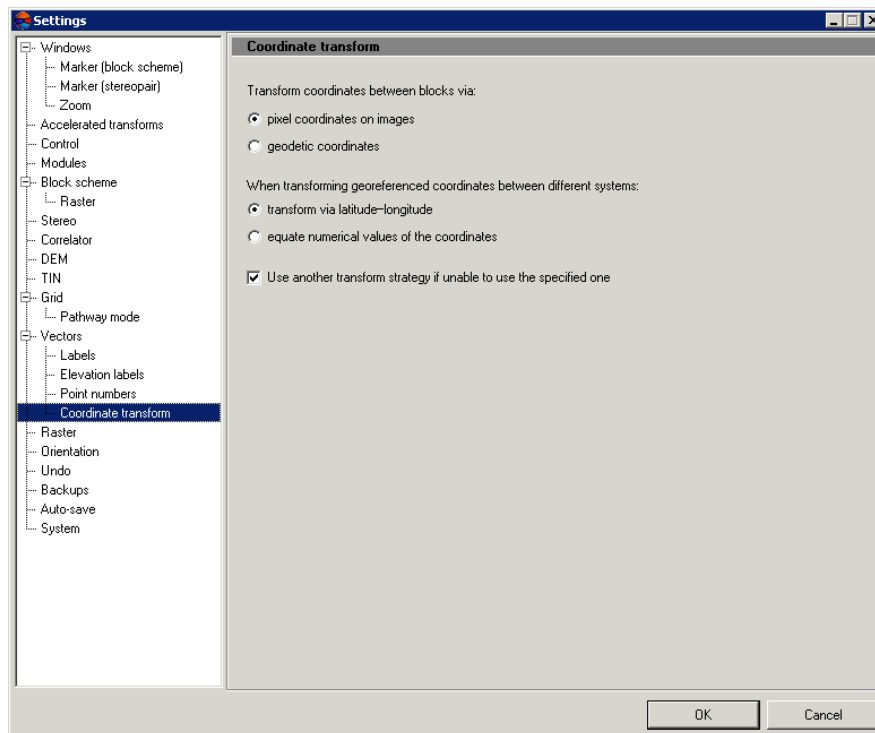 Settings
Windows
Marker (block scheme)
Marker (stereopair)
Zoom
Accelerated transforms
Control
Modules
Block scheme
Raster
Stereo
Correlator
DEM
TIN
Grid
Pathway mode
Vectors
Labels
Elevation labels
Point numbers
Coordinate transform
Raster
Orientation
Undo
Backups
Auto-save
System
Coordinate transform
Transform coordinates between blocks via:
pixel coordinates on images
geodetic coordinates
When transforming georeferenced coordinates between different systems:
transform via latitude-longitude
equate numerical values of the coordinates
Use another transform strategy if unable to use the specified one
OK
Cancel